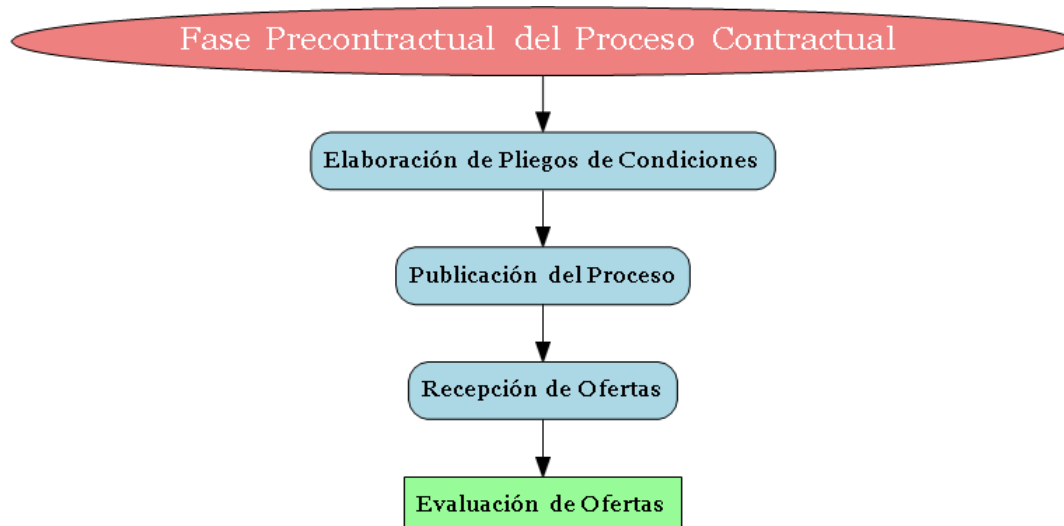 Fase Precontractual del Proceso Contractual
Elaboración de Pliegos de Condiciones
Publicación del Proceso
Recepción de Ofertas
Evaluación de Ofertas